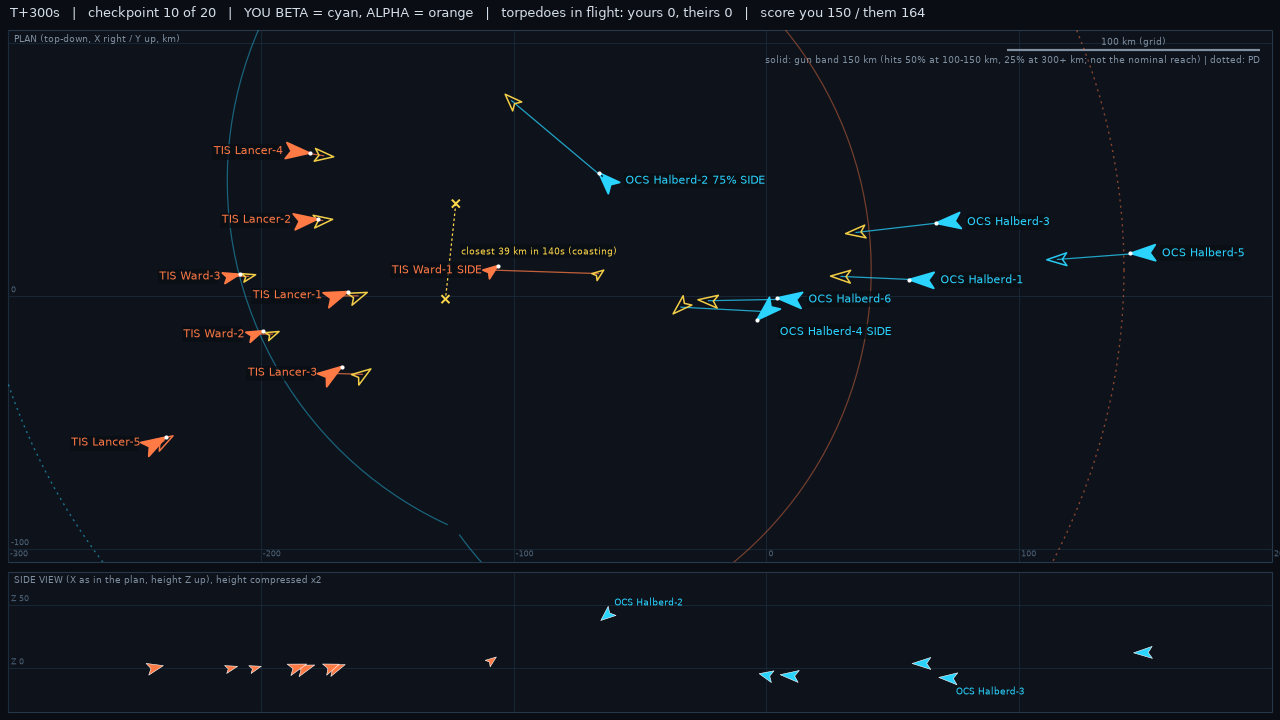 T+300s | checkpoint 10 of 20 | YOU BETA = cyan, ALPHA = orange | torpedoes in flight: yours 0, theirs 0 | score you 150 / them 164
PLAN (top-down, X right / Y up, km)
100 km (grid)
solid: gun band 150 km (hits 50% at 100-150 km, 25% at 300+ km; not the nominal reach) | dotted: PD
TIS Lancer-4
OCS Halberd-2 75% SIDE
TIS Lancer-2
OCS Halberd-3
closest 39 km in 140s (coasting)
OCS Halberd-5
TIS Ward-1 SIDE
TIS Ward-3
OCS Halberd-1
0
TIS Lancer-1
OCS Halberd-6
TIS Ward-2
OCS Halberd-4 SIDE
TIS Lancer-3
TIS Lancer-5
-100
-300
-200
-100
0
100
SIDE VIEW (X as in the plan, height Z up), height compressed x2
Z 50
OCS Halberd-2
Z 0
OCS Halberd-3